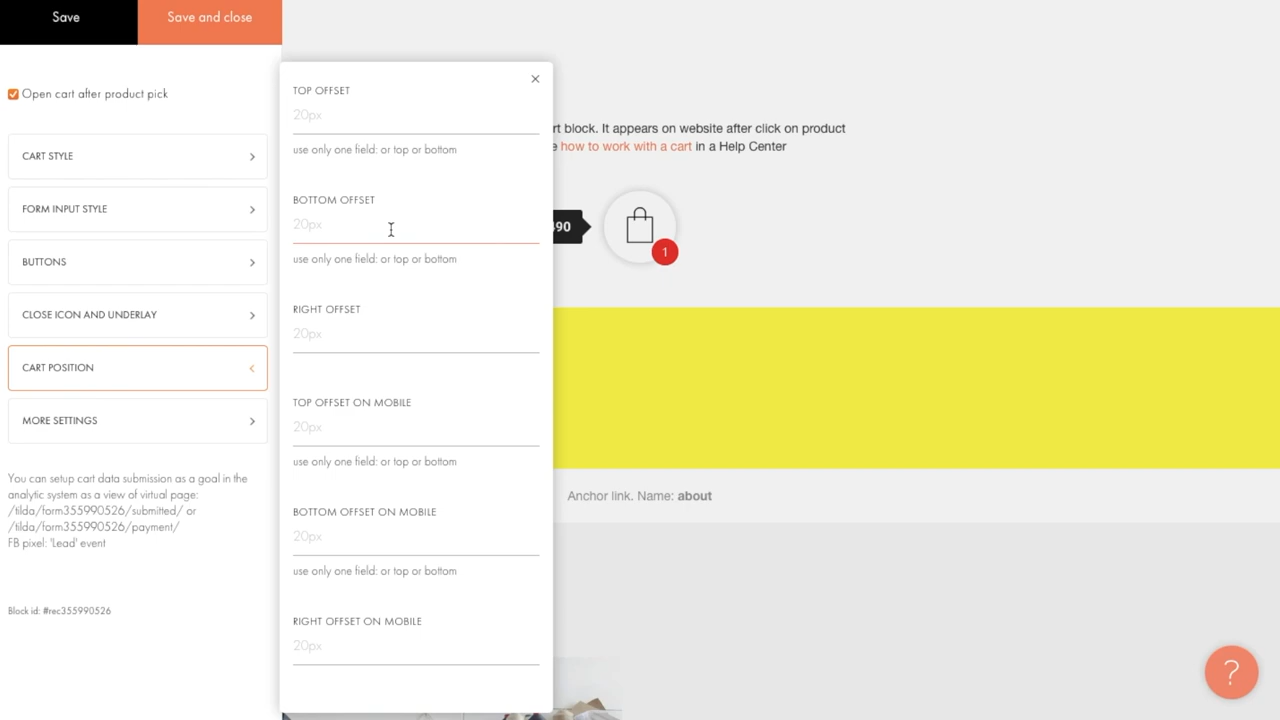 Save
Save and close
Open cart after product pick
CART STYLE
FORM INPUT STYLE
BUTTONS
CLOSE ICON AND UNDERLAY
CART POSITION
MORE SETTINGS
You can setup cart data submission as a goal in the
analytic system as a view of virtual page:
/tilda/form355990526/submitted/ or
/tilda/form355990526/payment/
FB pixel: 'Lead' event
Block id: #rec355990526
TOP OFFSET
20px
use only one field: or top or bottom
BOTTOM OFFSET
20px
use only one field: or top or bottom
RIGHT OFFSET
20px
TOP OFFSET ON MOBILE
20px
use only one field: or top or bottom
BOTTOM OFFSET ON MOBILE
20px
use only one field: or top or bottom
RIGHT OFFSET ON MOBILE
20px
block. It appears on website after click on product
how to work with a cart in a Help Center
90
1
Anchor link. Name: about
?